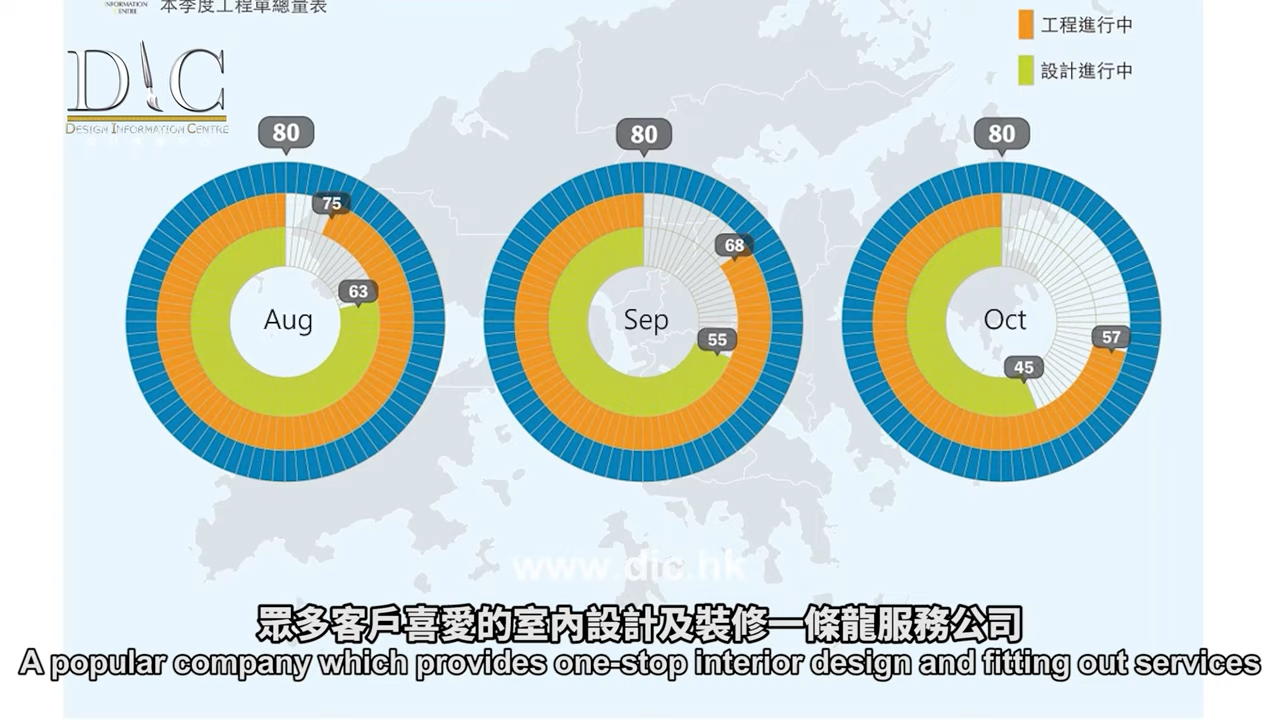 INFORMATION
CENTRE
本季度工程單總量表
工程進行中
設計進行中
DIC
DESIGN INFORMATION CENTRE
80
80
80
75
63
Aug
68
55
Sep
57
45
Oct
www.dic.hk
眾多客戶喜愛的室內設計及裝修一條龍服務公司
A popular company which provides one-stop interior design and fitting out services